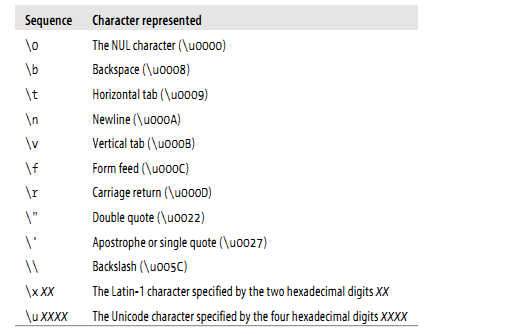 Sequence Character represented
\0 The NUL character (\u0000)
\b Backspace (\u0008)
\t Horizontal tab (\u0009)
\n Newline (\u000A)
\v Vertical tab (\u000B)
\f Form feed (\u000C)
\r Carriage return (\u000D)
\" Double quote (\u0022)
\' Apostrophe or single quote (\u0027)
\\ Backslash (\u005C)
\x XX The Latin-1 character specified by the two hexadecimal digits XX
\u XXXX The Unicode character specified by the four hexadecimal digits XXXX